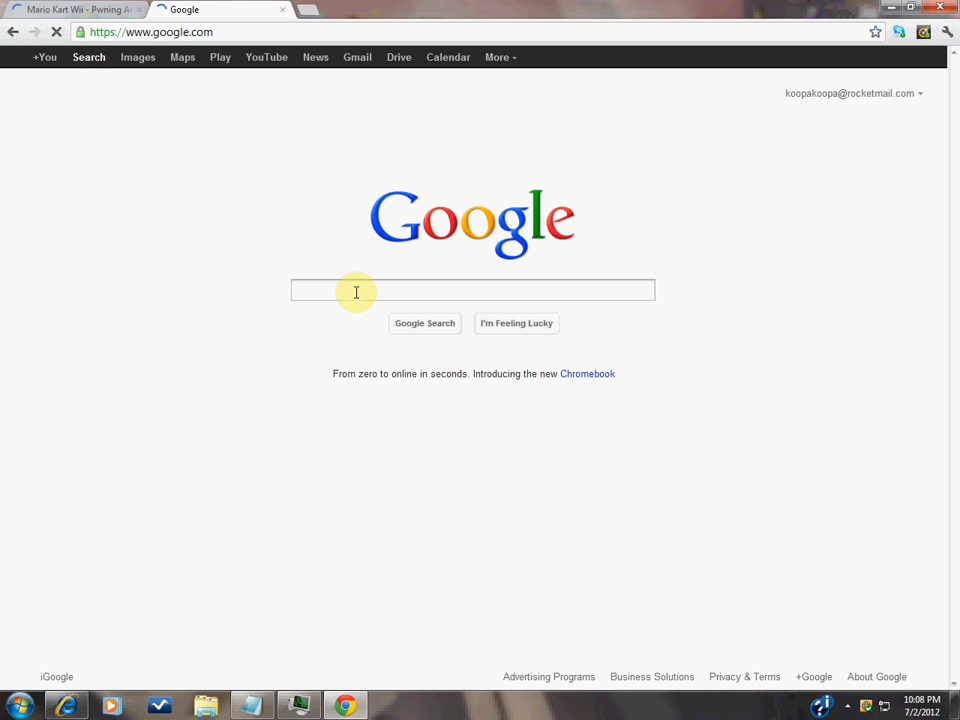 Mario Kart Wii - Pwning A
Google
https://www.google.com
+You Search Images Maps Play YouTube News Gmail Drive Calendar More
koopakoopa@rocketmail.com
Google
Google Search I'm Feeling Lucky
From zero to online in seconds. Introducing the new Chromebook
iGoogle Advertising Programs Business Solutions Privacy & Terms +Google About Google
10:08 PM
7/2/2012